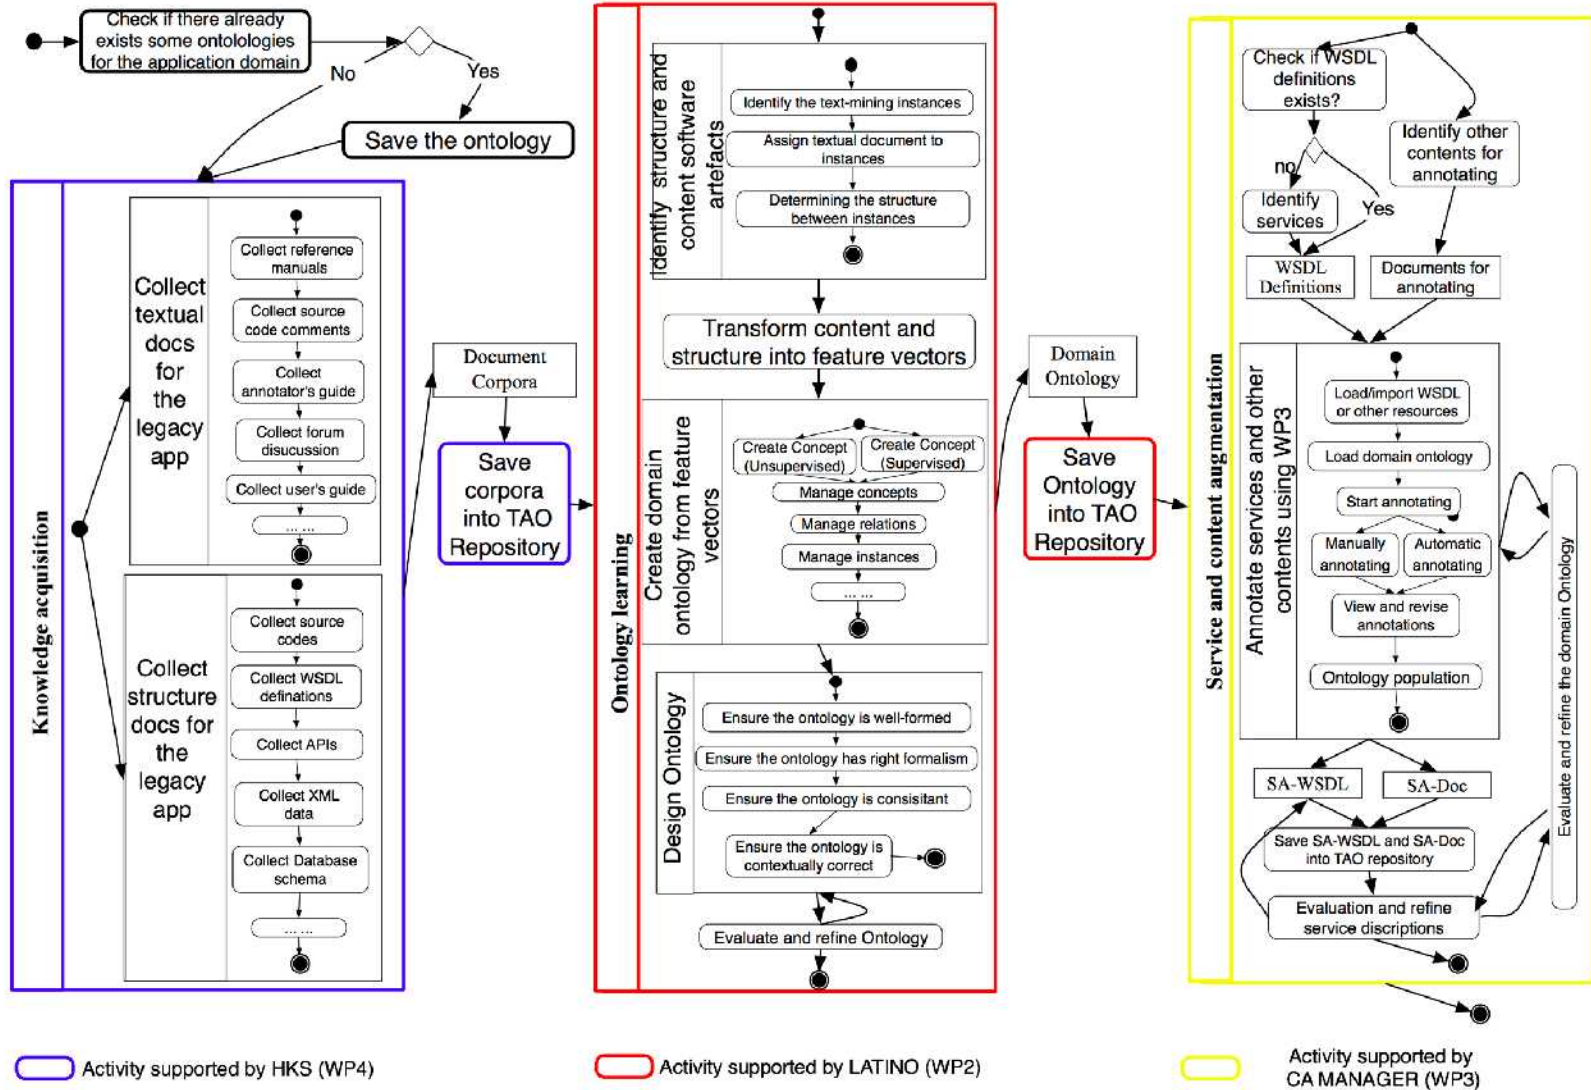 Check if there already
exists some ontolologies
for the application domain
No
Yes
Save the ontology
Knowledge acquisition
Collect
textual
docs
for
the
legacy
app
Collect reference
manuals
Collect source
code comments
Collect
annotator's guide
Collect forum
disucussion
Collect user's guide
... ...
Collect
structure
docs for
the
legacy
app
Collect source
codes
Collect WSDL
definations
Collect APIs
Collect XML
data
Collect Database
schema
... ...
Document
Corpora
Save
corpora
into TAO
Repository
Ontology learning
Identify structure and
content software
artefacts
Identify the text-mining instances
Assign textual document to
instances
Determining the structure
between instances
Transform content and
structure into feature vectors
Create domain
ontology from feature
vectors
Create Concept
(Unsupervised)
Create Concept
(Supervised)
Manage concepts
Manage relations
Manage instances
... ...
Design Ontology
Ensure the ontology is well-formed
Ensure the ontology has right formalism
Ensure the ontology is consisitant
Ensure the ontology is
contextually correct
Evaluate and refine Ontology
Domain
Ontology
Save
Ontology
into TAO
Repository
Service and content augmentation
Check if WSDL
definitions
exists?
no
Yes
Identify
services
Identify other
contents for
annotating
WSDL
Definitions
Documents for
annotating
Annotate services and other
contents using WP3
Load/import WSDL
or other resources
Load domain ontology
Start annotating
Manually
annotating
Automatic
annotating
View and revise
annotations
Ontology population
SA-WSDL
SA-Doc
Save SA-WSDL and SA-Doc
into TAO repository
Evaluation and refine
service discriptions
Evaluate and refine the domain Ontology
Activity supported by HKS (WP4)
Activity supported by LATINO (WP2)
Activity supported by
CA MANAGER (WP3)